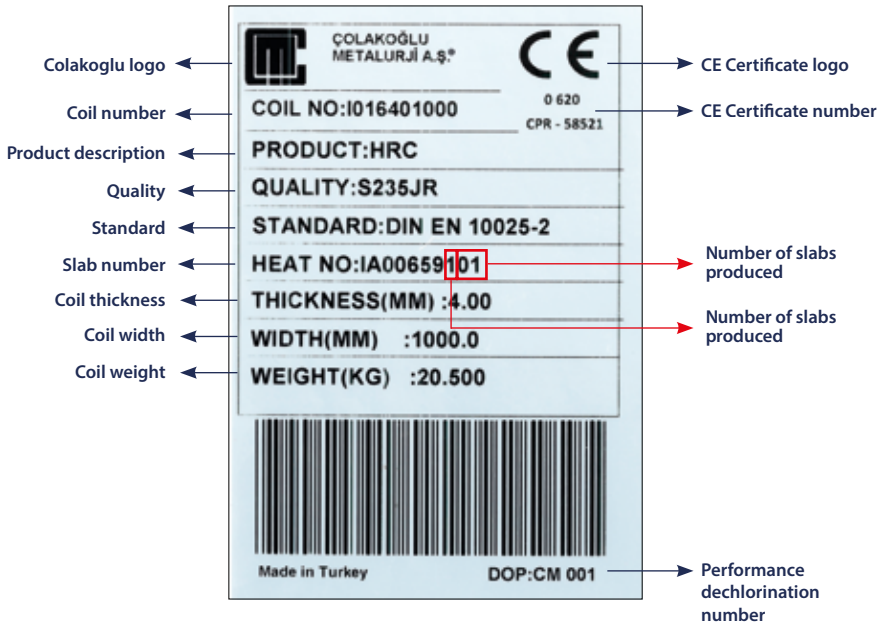 ÇOLAKOĞLU
METALURJİ A.Ş.®
CE
Colakoglu logo
CE Certificate logo
Coil number
COIL NO:I016401000
0 620
CPR - 58521
CE Certificate number
Product description
PRODUCT:HRC
Quality
QUALITY:S235JR
Standard
STANDARD:DIN EN 10025-2
Slab number
HEAT NO:IA00659101
Number of slabs
produced
Coil thickness
THICKNESS(MM) :4.00
Number of slabs
produced
Coil width
WIDTH(MM) :1000.0
Coil weight
WEIGHT(KG) :20.500
Made in Turkey
DOP:CM 001
Performance
dechlorination
number